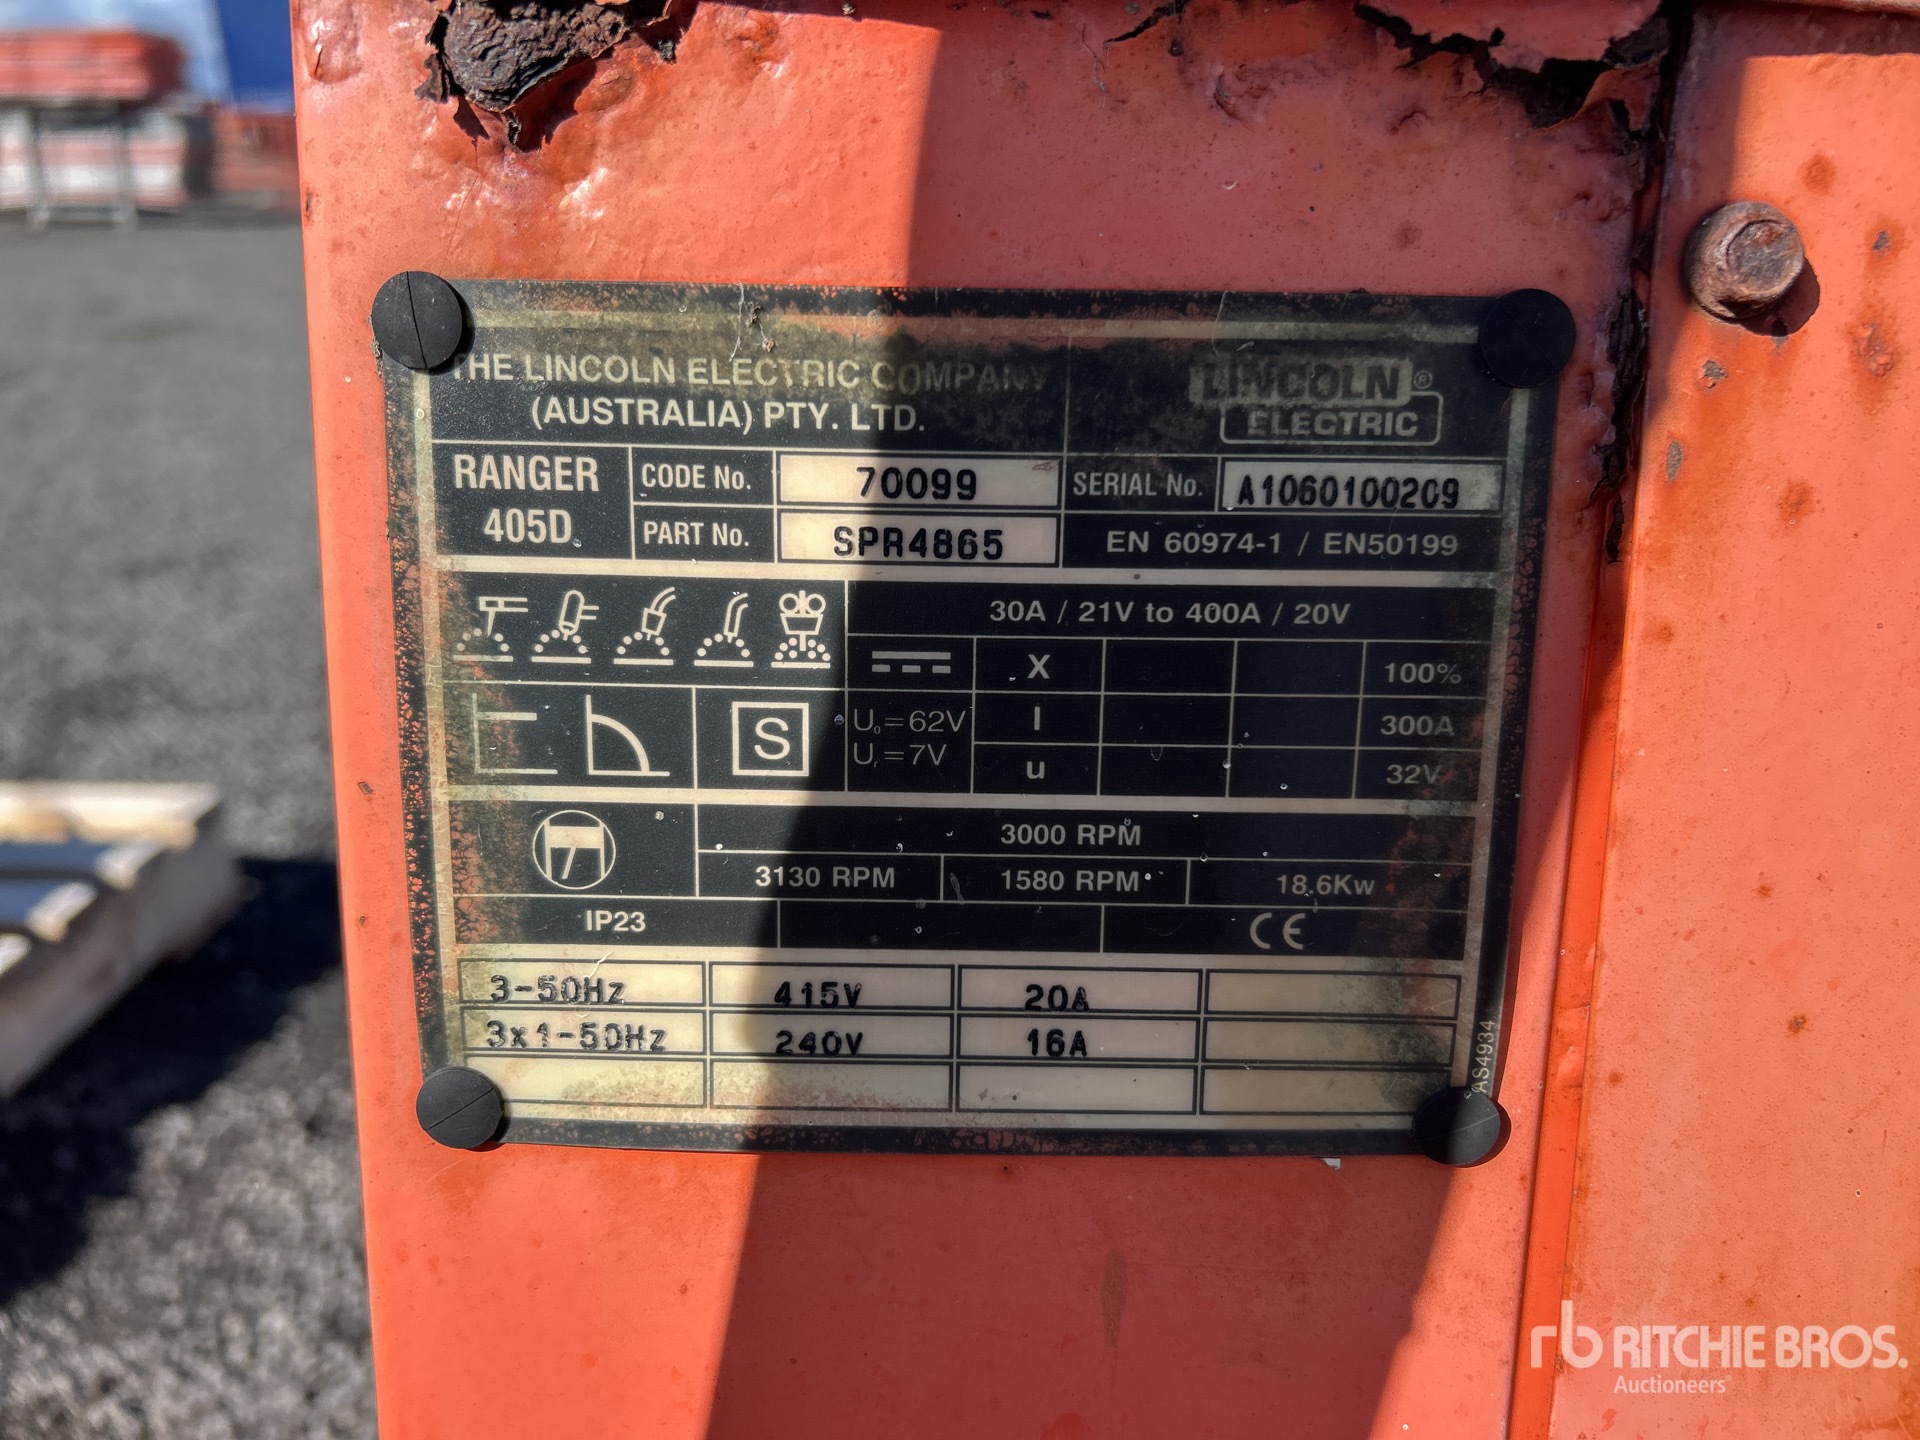 THE LINCOLN ELECTRIC COMPANY
(AUSTRALIA) PTY. LTD.
LINCOLN ®
ELECTRIC
RANGER
405D
CODE No. 70099
SERIAL No. A1060100209
PART No. SPR4865
EN 60974-1 / EN50199
30A / 21V to 400A / 20V
X 100%
U₀=62V
Uᵣ=7V
I 300A
u 32V
S
3000 RPM
3130 RPM 1580 RPM 18.6Kw
IP23 CE
3-50Hz 415V 20A
3x1-50Hz 240V 16A
AS4934
rb RITCHIE BROS.
Auctioneers